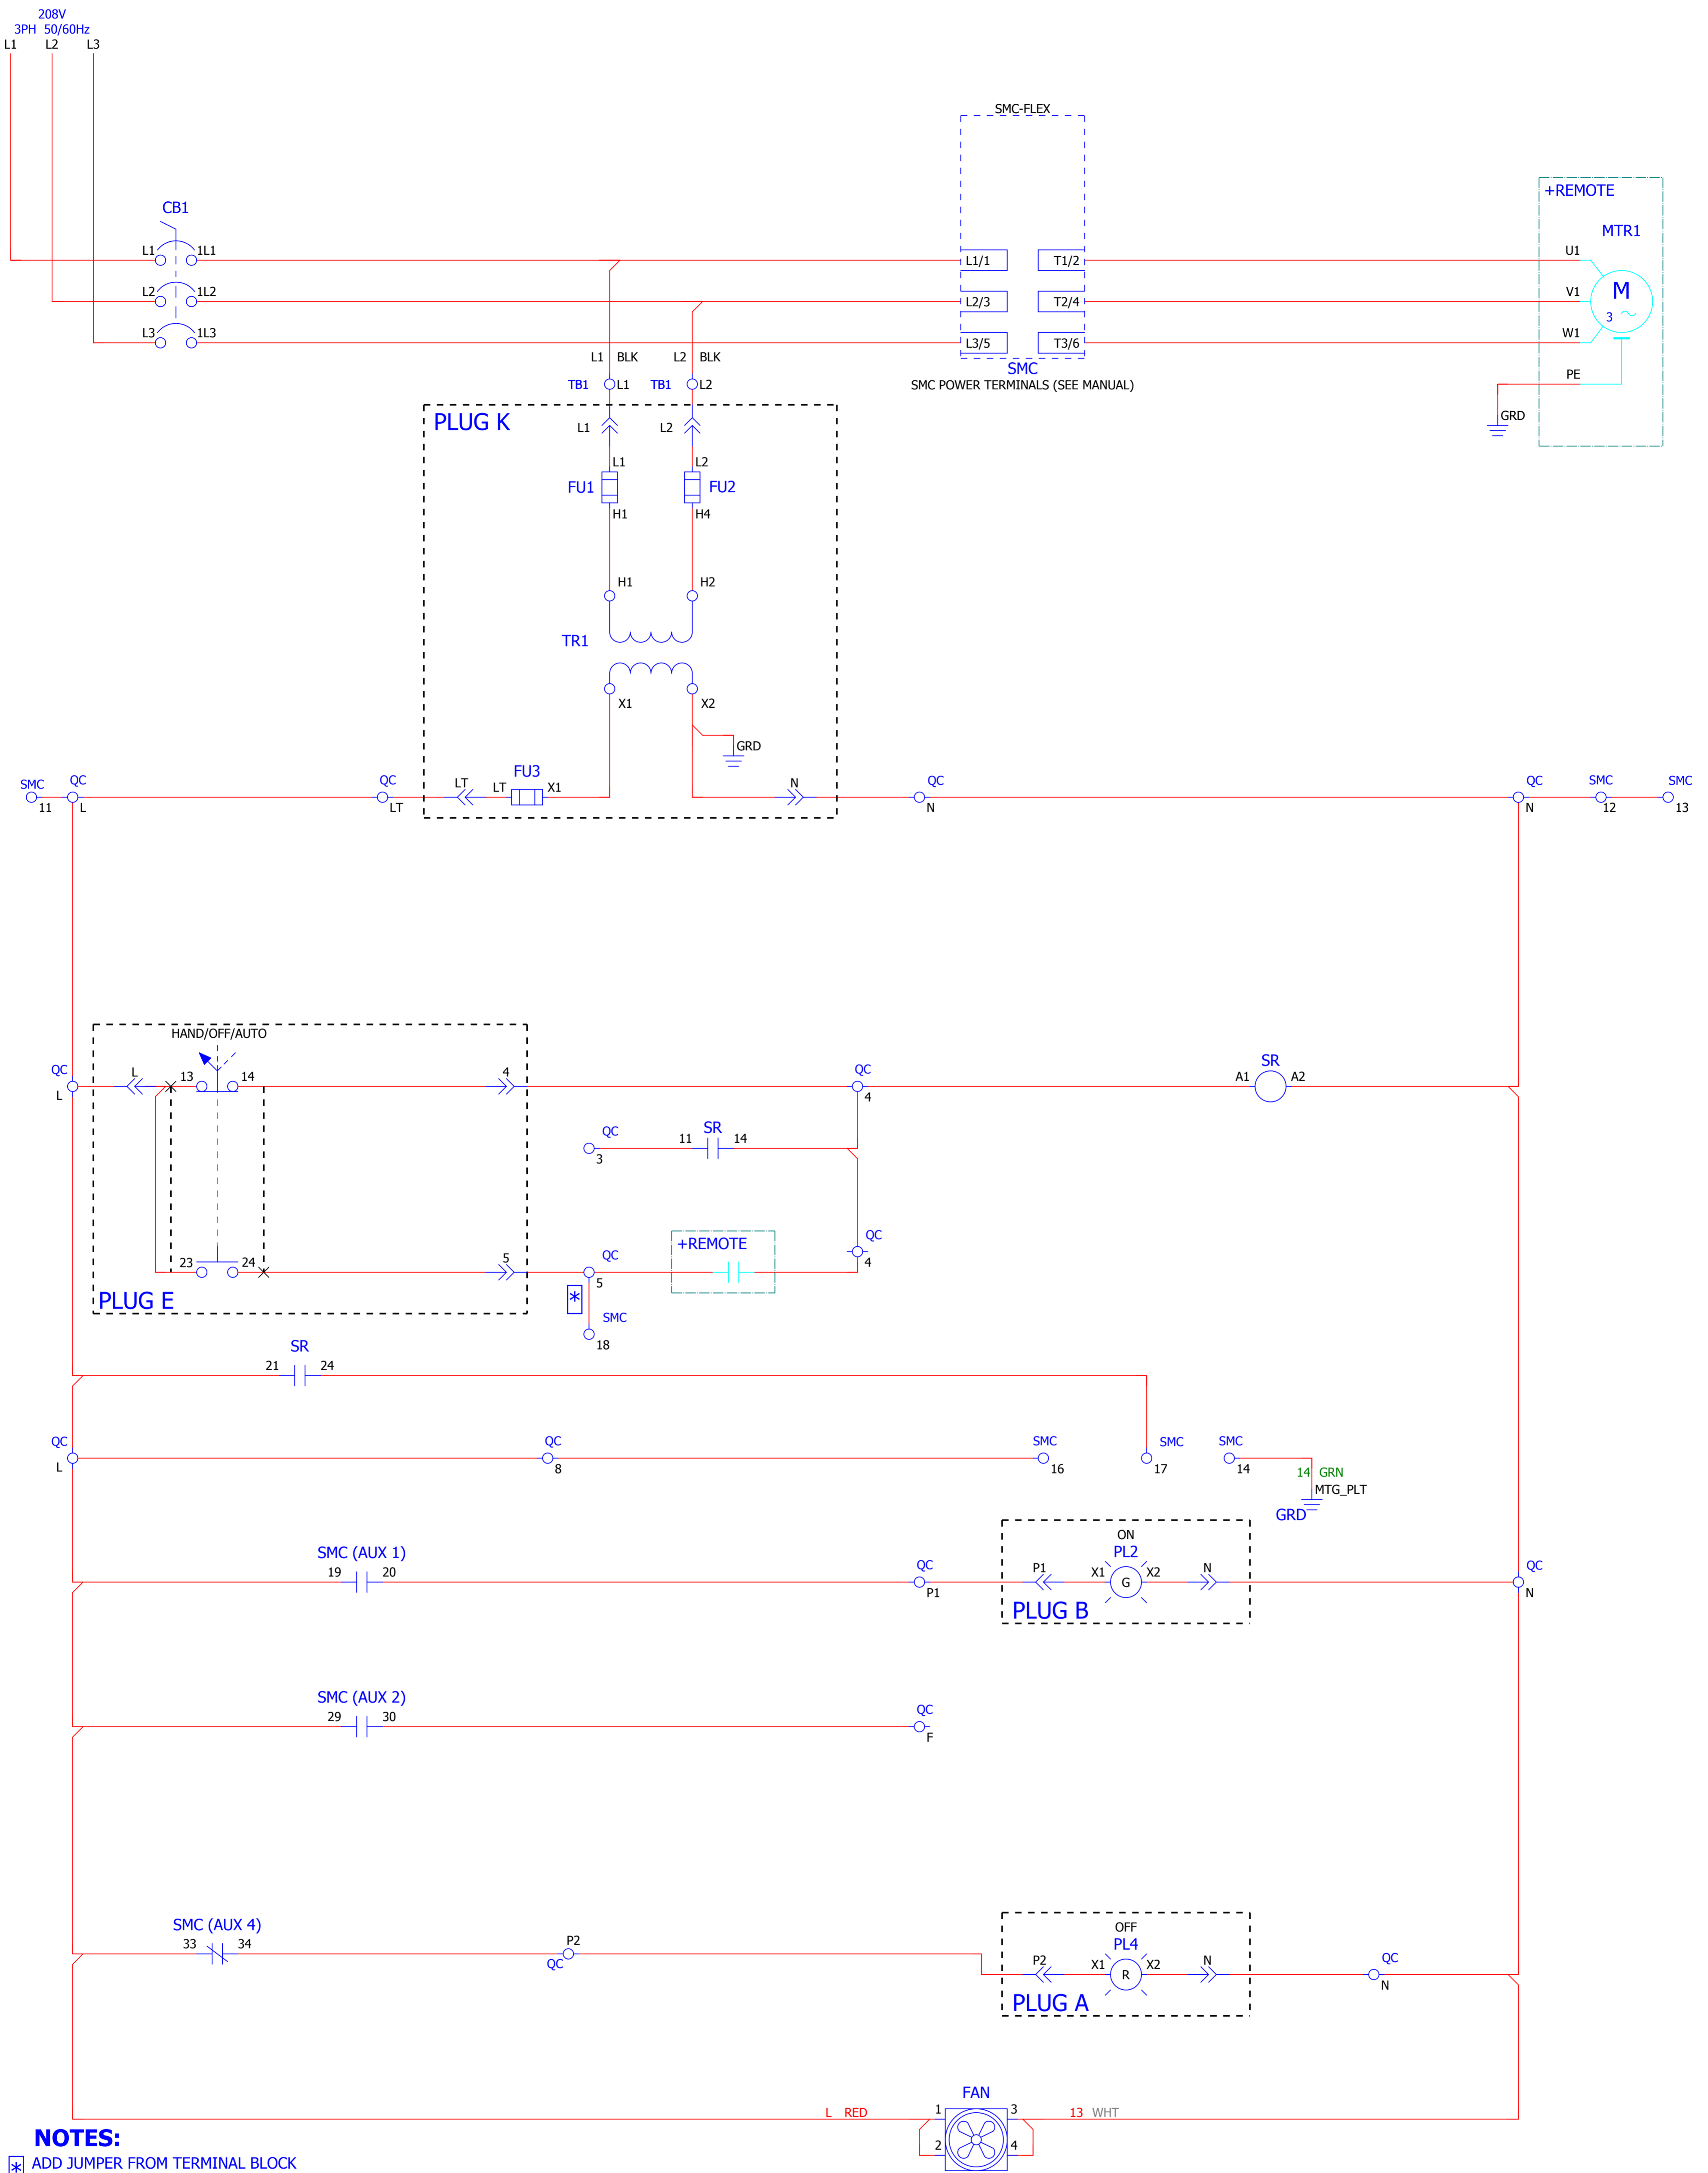 208V
3PH 50/60Hz
L1 L2 L3
SMC-FLEX
+REMOTE
CB1
MTR1
L1 1L1 L1/1 T1/2 U1
L2 1L2 L2/3 T2/4 V1 M
3
L3 1L3 L3/5 T3/6 W1
L1 BLK L2 BLK
SMC
TB1 L1 TB1 L2
SMC POWER TERMINALS (SEE MANUAL)
PE
PLUG K
L1 L2
GRD
L1 L2
FU1 FU2
H1 H4
H1 H2
TR1
X1 X2
GRD
FU3
SMC QC QC LT LT X1 N QC QC SMC SMC
11 L LT N N 12 13
HAND/OFF/AUTO
QC L 13 14 4 QC SR
L 4 A1 A2
QC SR
3 11 14
+REMOTE
QC
4
23 24 5 QC
5
PLUG E
*
SMC
18
SR
21 24
QC QC SMC SMC SMC
L 8 16 17 14
14 GRN
MTG_PLT
GRD
ON
SMC (AUX 1) PL2
19 20 QC P1 X1 G X2 N QC
P1 N
PLUG B
SMC (AUX 2)
29 30 QC
F
SMC (AUX 4) OFF
33 34 P2 PL4
QC
P2 X1 R X2 N QC
N
PLUG A
FAN
L RED 1 3 13 WHT
2 4
NOTES:
* ADD JUMPER FROM TERMINAL BLOCK